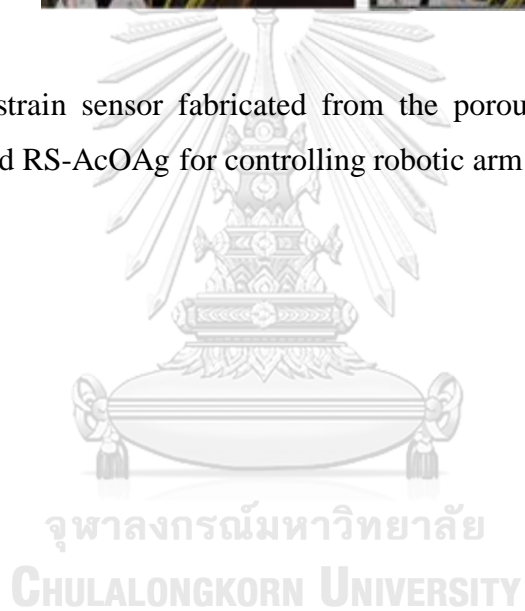 strain sensor fabricated from the porou
d RS-AcOAg for controlling robotic arm
จุฬาลงกรณ์มหาวิทยาลัย
CHULALONGKORN UNIVERSITY